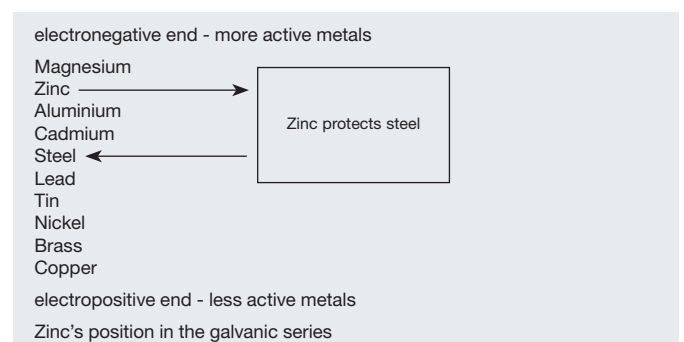 electronegative end - more active metals
Magnesium
Zinc
Aluminium
Cadmium
Steel
Lead
Tin
Nickel
Brass
Copper
Zinc protects steel
electropositive end - less active metals
Zinc's position in the galvanic series